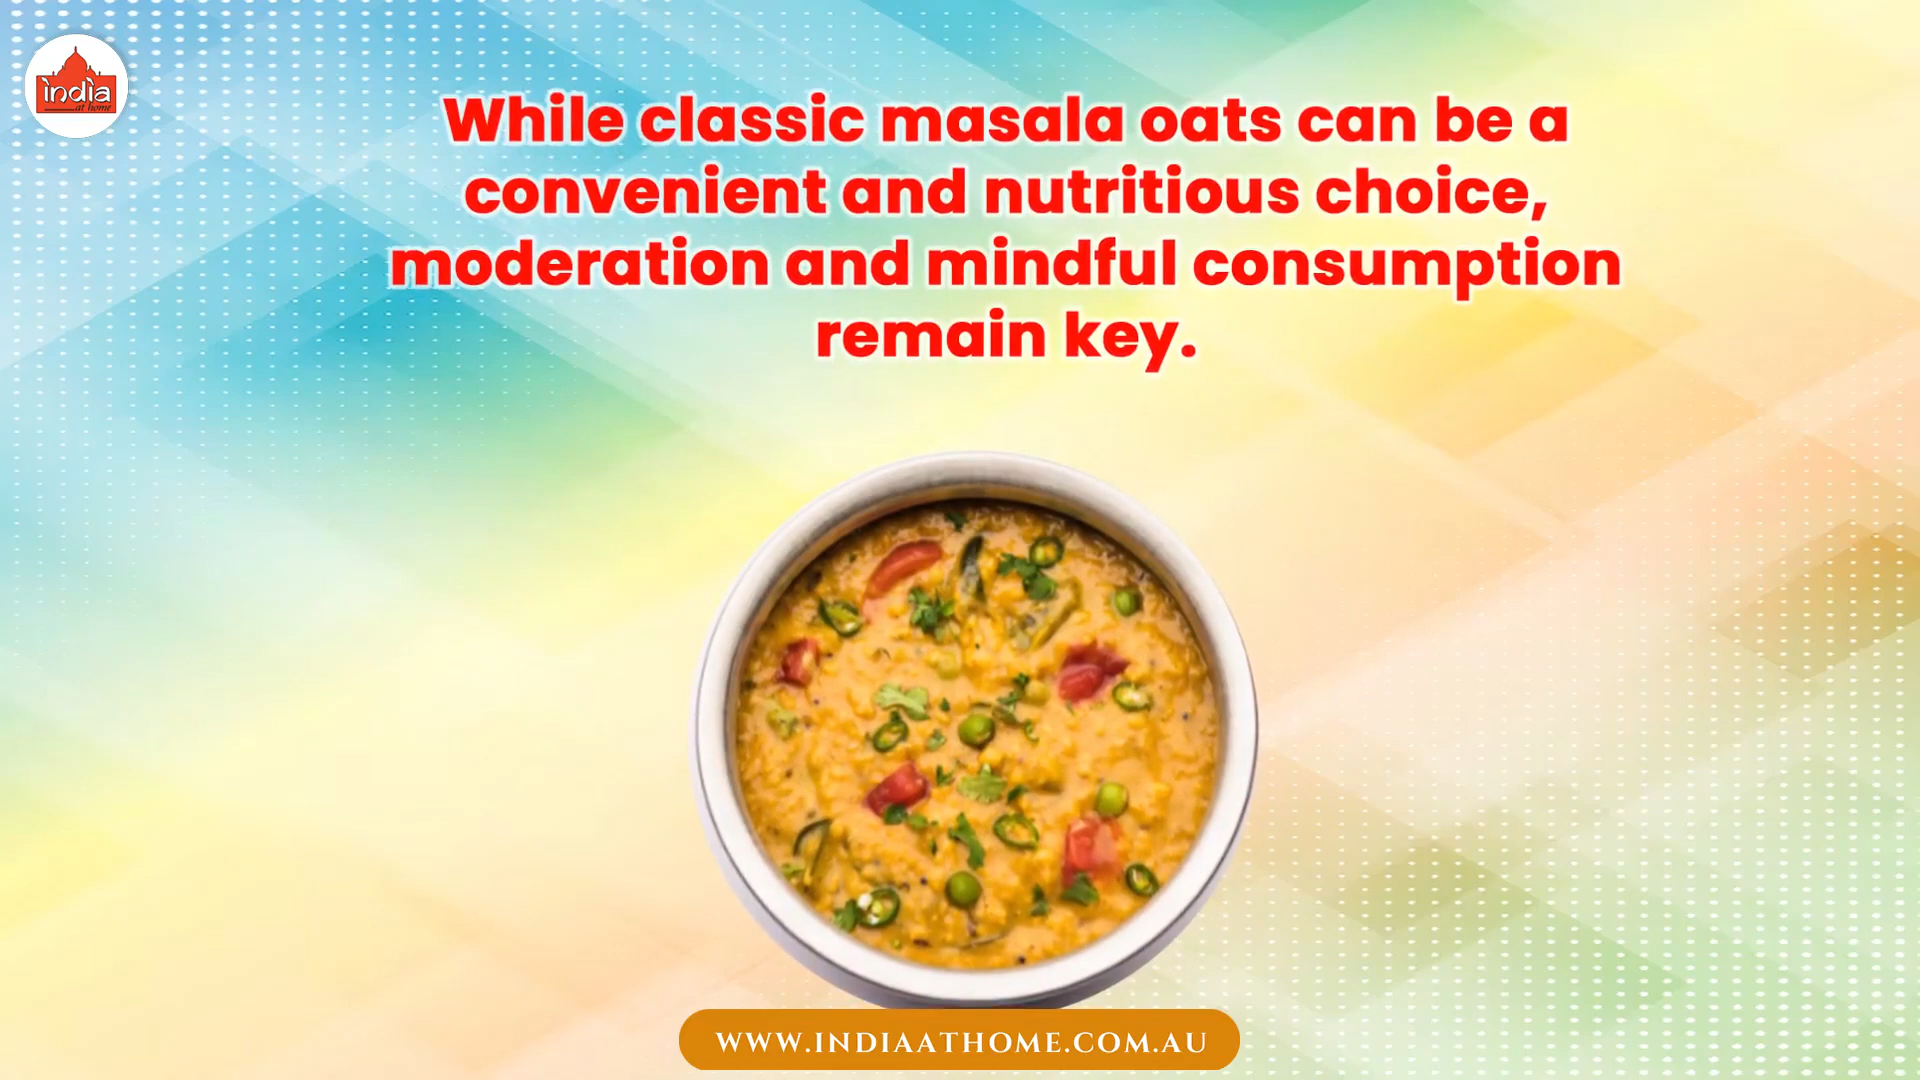 india
at home
While classic masala oats can be a
convenient and nutritious choice,
moderation and mindful consumption
remain key.
WWW.INDIAATHOME.COM.AU